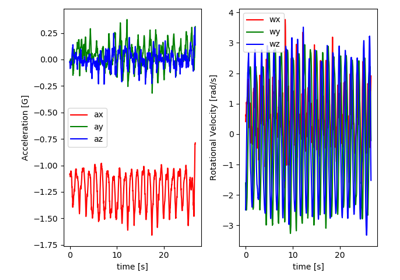 0.25
0.00
−0.25
−0.50
−0.75
−1.00
−1.25
−1.50
−1.75
Acceleration [G]
ax
ay
az
0
10
20
time [s]
4
3
2
1
0
−1
−2
−3
Rotational Velocity [rad/s]
wx
wy
wz
0
10
20
time [s]